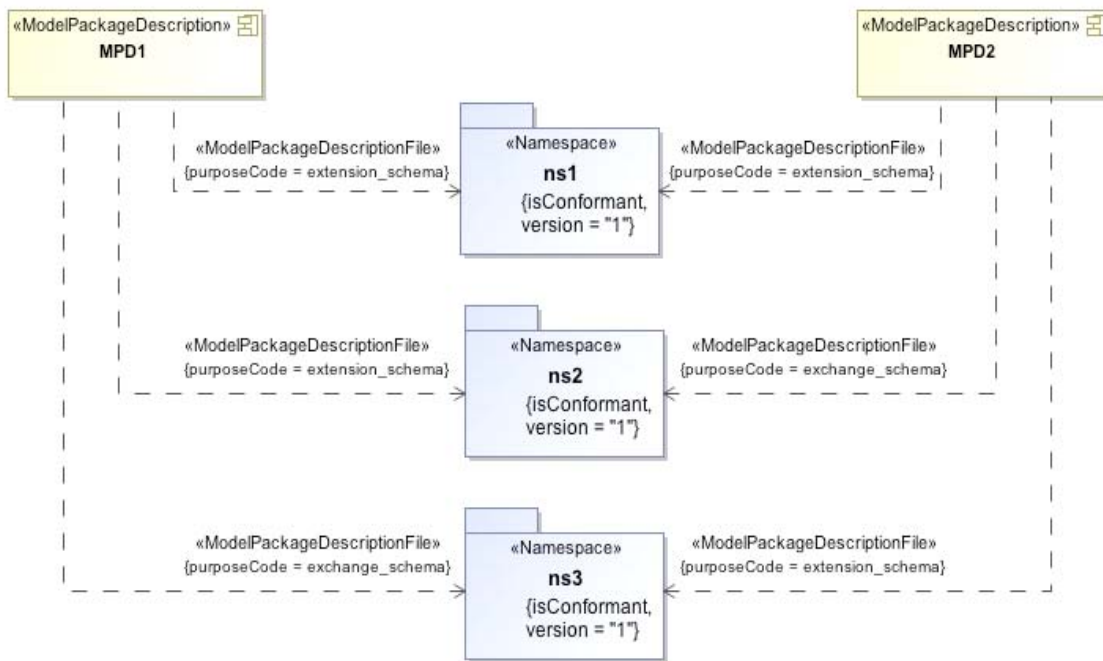 «ModelPackageDescription»
MPD1
«ModelPackageDescription»
MPD2
«ModelPackageDescriptionFile»
{purposeCode = extension_schema}
«Namespace»
ns1
{isConformant,
version = "1"}
«ModelPackageDescriptionFile»
{purposeCode = extension_schema}
«ModelPackageDescriptionFile»
{purposeCode = extension_schema}
«Namespace»
ns2
{isConformant,
version = "1"}
«ModelPackageDescriptionFile»
{purposeCode = exchange_schema}
«ModelPackageDescriptionFile»
{purposeCode = exchange_schema}
«Namespace»
ns3
{isConformant,
version = "1"}
«ModelPackageDescriptionFile»
{purposeCode = extension_schema}